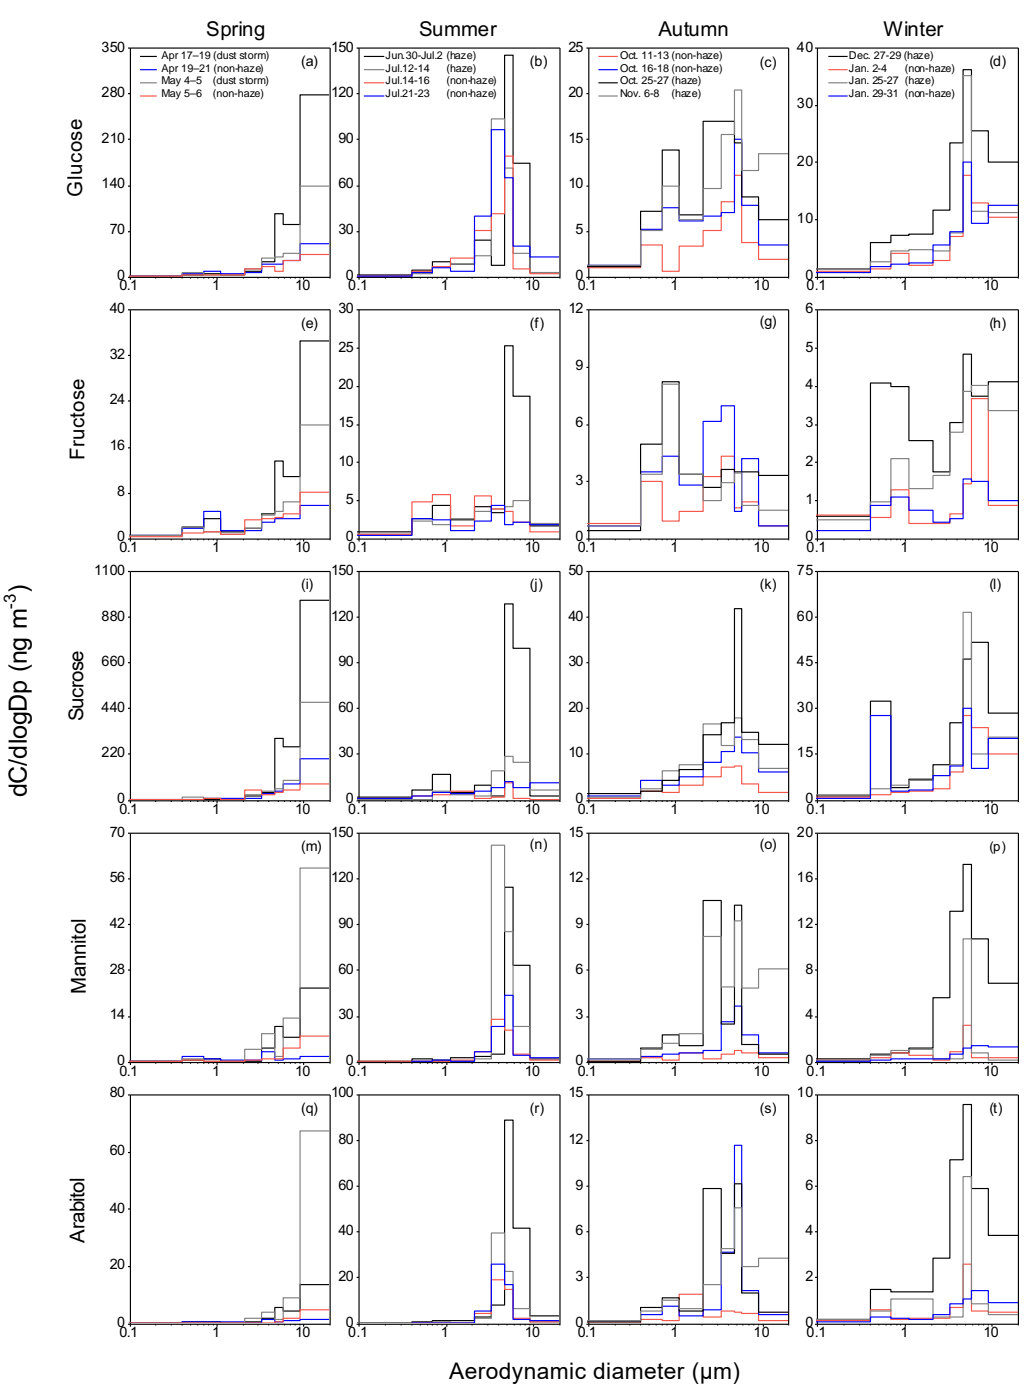 Spring Summer Autumn Winter
Glucose
350 280 210 140 70 0
Apr 17–19 (dust storm) (a)
Apr 19–21 (non-haze)
May 4–5 (dust storm)
May 5–6 (non-haze)
1
150 120 90 60 30 0
Jun.30-Jul.2 (haze) (b)
Jul.12-14 (haze)
Jul.14-16 (non-haze)
Jul.21-23 (non-haze)
1
25 20 15 10 5 0
Oct. 11-13 (non-haze) (c)
Oct. 16-18 (non-haze)
Oct. 25-27 (haze)
Nov. 6-8 (haze)
1
40 30 20 10 0
Dec. 27-29 (haze) (d)
Jan. 2-4 (non-haze)
Jan. 25-27 (haze)
Jan. 29-31 (non-haze)
1
0.1 1 10 0.1 1 10 0.1 1 10 0.1 1 10
Fructose
40 32 24 16 8 0
(e)
30 25 20 15 10 5 0
(f)
12 9 6 3 0
(g)
6 5 4 3 2 1 0
(h)
0.1 1 10 0.1 1 10 0.1 1 10 0.1 1 10
Sucrose
1100 880 660 440 220 0
(i)
150 120 90 60 30 0
(j)
50 40 30 20 10 0
(k)
75 60 45 30 15 0
(l)
0.1 1 10 0.1 1 10 0.1 1 10 0.1 1 10
Mannitol
70 56 42 28 14 0
(m)
150 120 90 60 30 0
(n)
15 12 9 6 3 0
(o)
20 16 12 8 4 0
(p)
0.1 1 10 0.1 1 10 0.1 1 10 0.1 1 10
Arabitol
80 60 40 20 0
(q)
100 80 60 40 20 0
(r)
15 12 9 6 3 0
(s)
10 8 6 4 2 0
(t)
0.1 1 10 0.1 1 10 0.1 1 10 0.1 1 10
dC/dlogDp (ng m-3)
Aerodynamic diameter (μm)